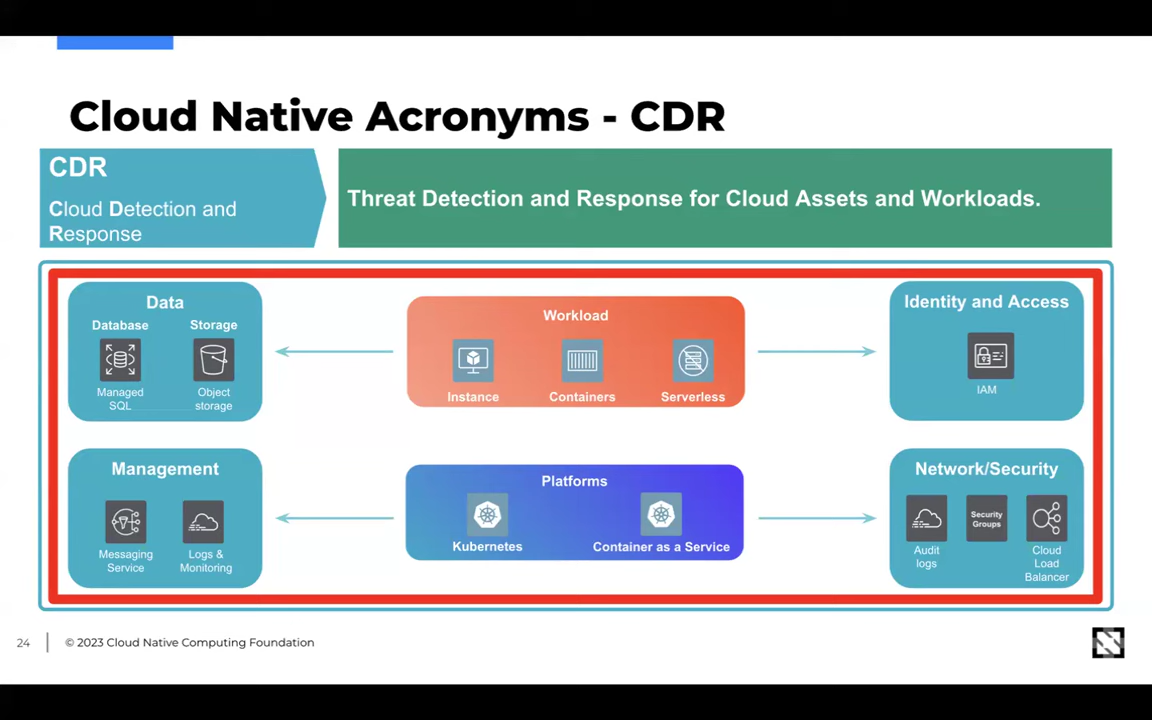 Cloud Native Acronyms - CDR
CDR
Cloud Detection and
Response
Threat Detection and Response for Cloud Assets and Workloads.
Data
Database
Storage
Managed
SQL
Object
storage
Workload
Instance
Containers
Serverless
Identity and Access
IAM
Management
Messaging
Service
Logs &
Monitoring
Platforms
Kubernetes
Container as a Service
Network/Security
Audit
logs
Security
Groups
Cloud
Load
Balancer
24
© 2023 Cloud Native Computing Foundation